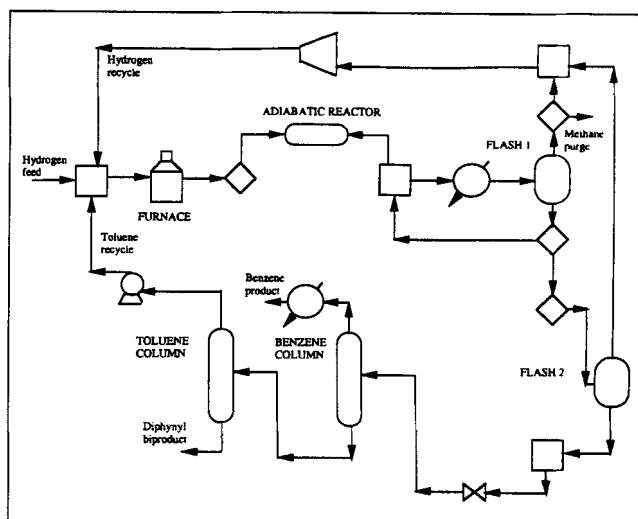 Hydrogen
recycle
ADIABATIC REACTOR
FLASH 1
Methane
purge
Hydrogen
feed
FURNACE
Toluene
recycle
Benzene
product
TOLUENE
COLUMN
BENZENE
COLUMN
FLASH 2
Diphynyl
biproduct